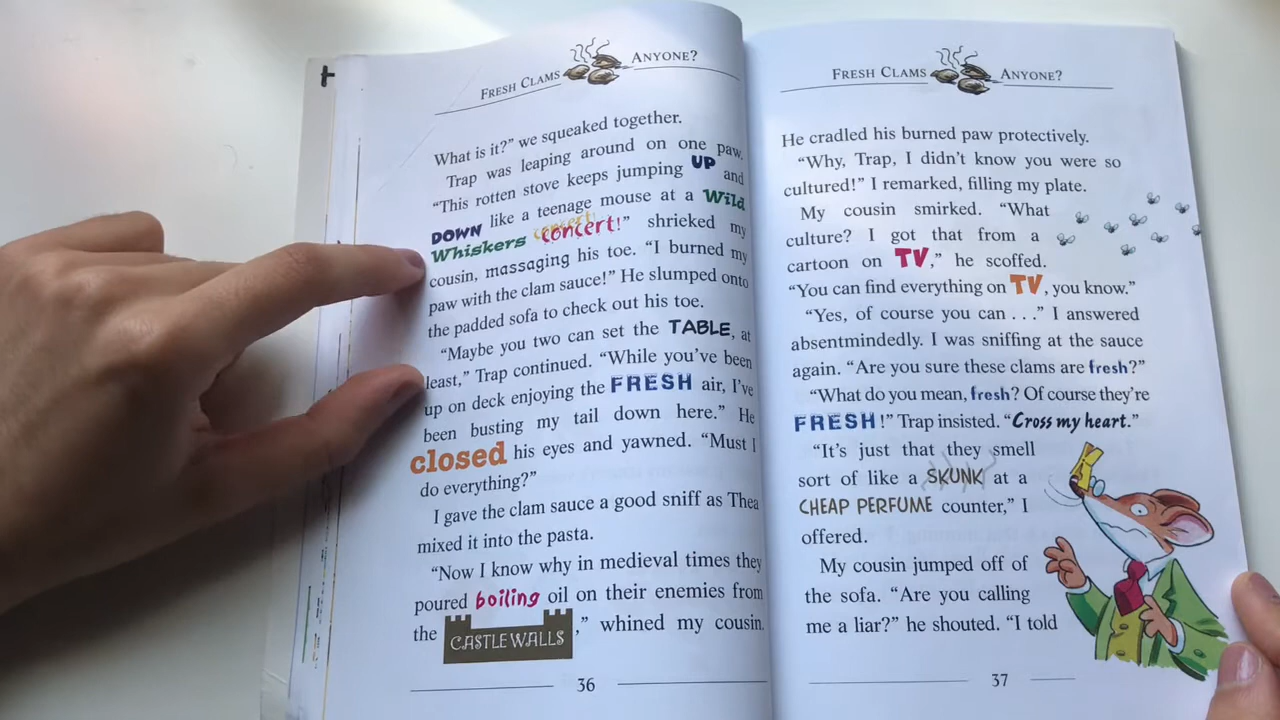 FRESH CLAMS ANYONE?
What is it?” we squeaked together.
Trap was leaping around on one paw.
“This rotten stove keeps jumping UP and
DOWN like a teenage mouse at a Wild
Whiskers concert!” shrieked my
cousin, massaging his toe. “I burned my
paw with the clam sauce!” He slumped onto
the padded sofa to check out his toe.
“Maybe you two can set the TABLE, at
least,” Trap continued. “While you’ve been
up on deck enjoying the FRESH air, I’ve
been busting my tail down here.” He
closed his eyes and yawned. “Must I
do everything?”
I gave the clam sauce a good sniff as Thea
mixed it into the pasta.
“Now I know why in medieval times they
poured boiling oil on their enemies from
the CASTLE WALLS,” whined my cousin.
36
FRESH CLAMS ANYONE?
He cradled his burned paw protectively.
“Why, Trap, I didn’t know you were so
cultured!” I remarked, filling my plate.
My cousin smirked. “What
culture? I got that from a
cartoon on TV,” he scoffed.
“You can find everything on TV, you know.”
“Yes, of course you can . . .” I answered
absentmindedly. I was sniffing at the sauce
again. “Are you sure these clams are fresh?”
“What do you mean, fresh? Of course they’re
FRESH!” Trap insisted. “Cross my heart.”
“It’s just that they smell
sort of like a SKUNK at a
CHEAP PERFUME counter,” I
offered.
My cousin jumped off of
the sofa. “Are you calling
me a liar?” he shouted. “I told
37